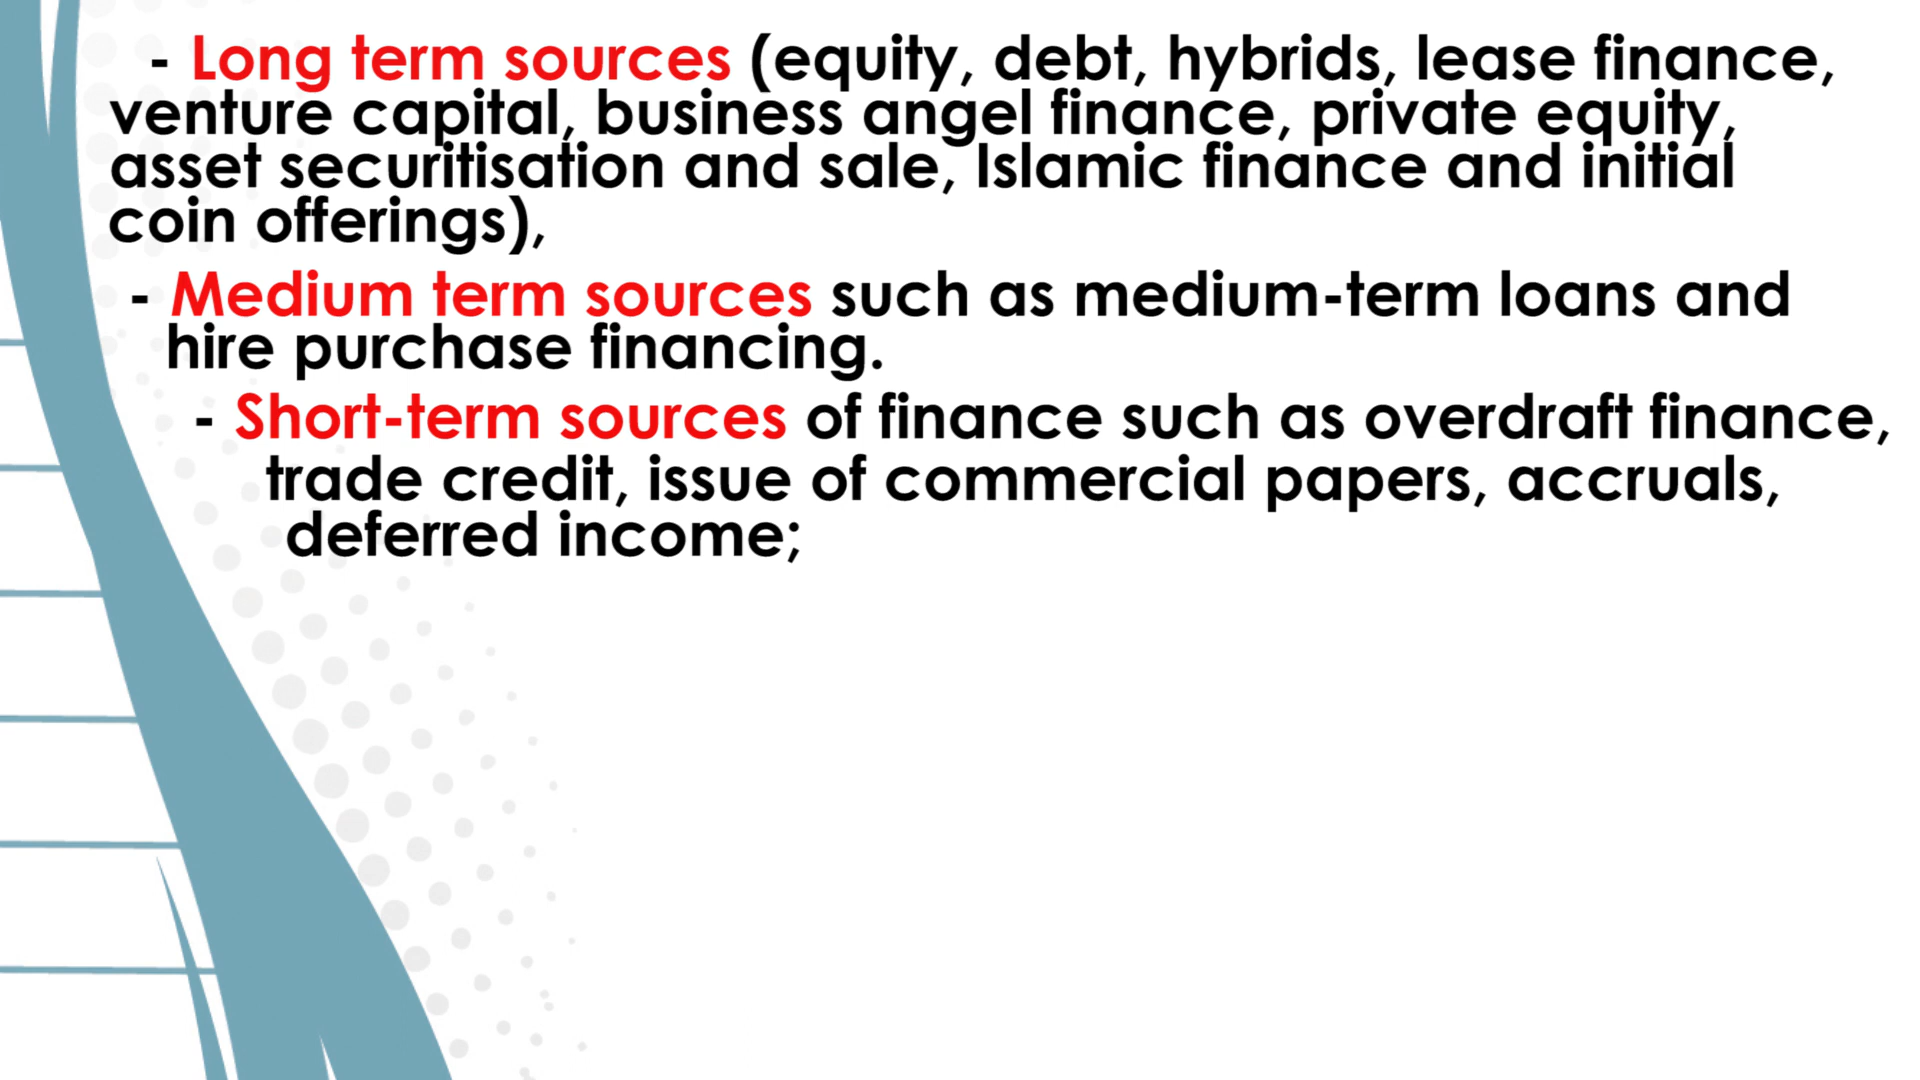 - Long term sources (equity, debt, hybrids, lease finance,
venture capital, business angel finance, private equity,
asset securitisation and sale, Islamic finance and initial
coin offerings),
- Medium term sources such as medium-term loans and
hire purchase financing.
- Short-term sources of finance such as overdraft finance,
trade credit, issue of commercial papers, accruals,
deferred income;